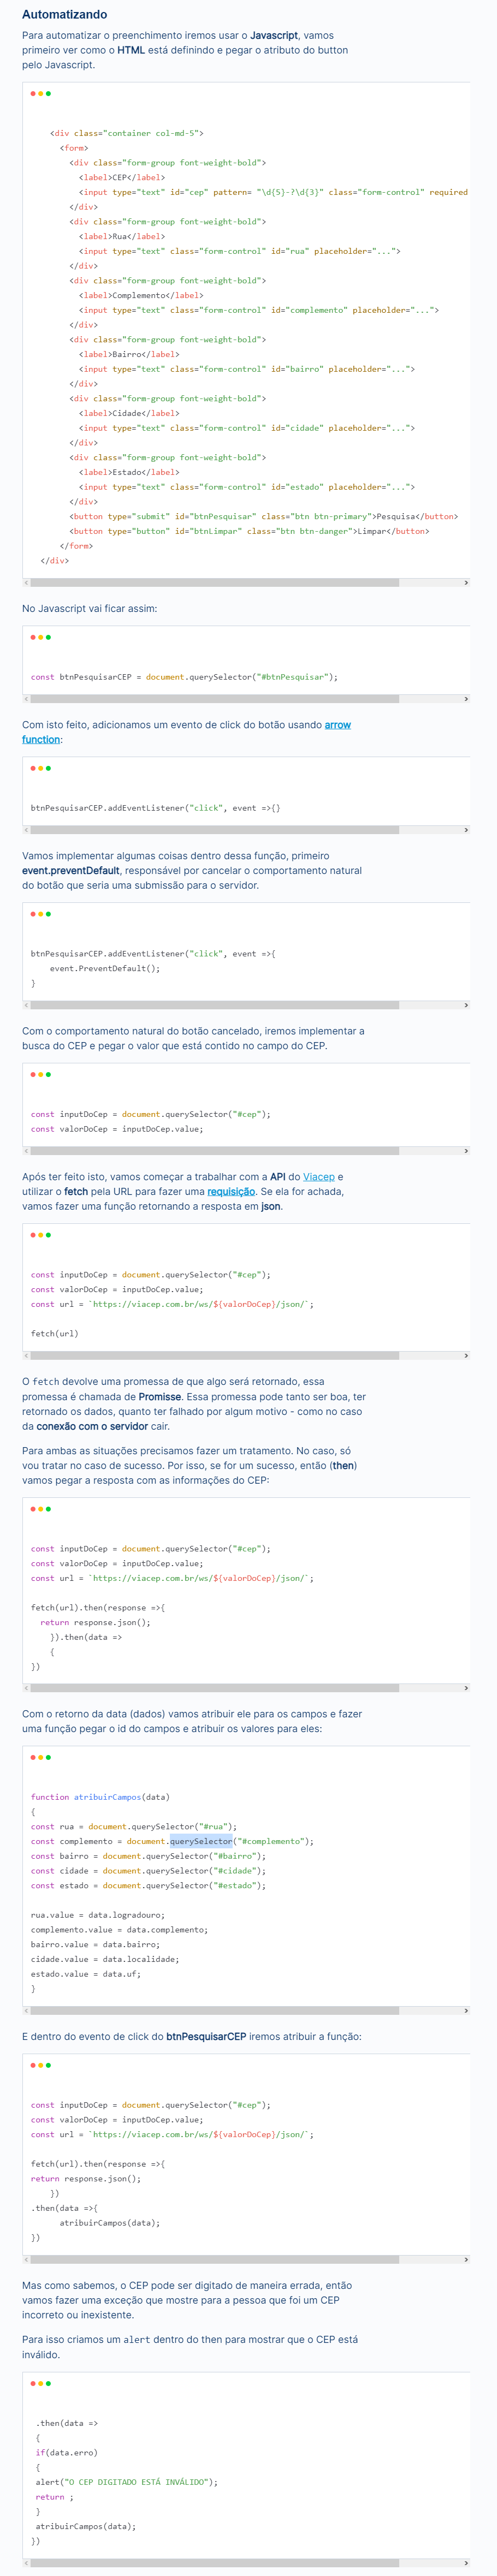 Automatizando
Para automatizar o preenchimento iremos usar o Javascript, vamos
primeiro ver como o HTML está definindo e pegar o atributo do button
pelo Javascript.
<div class="container col-md-5">
<form>
<div class="form-group font-weight-bold">
<label>CEP</label>
<input type="text" id="cep" pattern= "\d{5}-?\d{3}" class="form-control" required
</div>
<div class="form-group font-weight-bold">
<label>Rua</label>
<input type="text" class="form-control" id="rua" placeholder="...">
</div>
<div class="form-group font-weight-bold">
<label>Complemento</label>
<input type="text" class="form-control" id="complemento" placeholder="...">
</div>
<div class="form-group font-weight-bold">
<label>Bairro</label>
<input type="text" class="form-control" id="bairro" placeholder="...">
</div>
<div class="form-group font-weight-bold">
<label>Cidade</label>
<input type="text" class="form-control" id="cidade" placeholder="...">
</div>
<div class="form-group font-weight-bold">
<label>Estado</label>
<input type="text" class="form-control" id="estado" placeholder="...">
</div>
<button type="submit" id="btnPesquisar" class="btn btn-primary">Pesquisa</button>
<button type="button" id="btnLimpar" class="btn btn-danger">Limpar</button>
</form>
</div>
No Javascript vai ficar assim:
const btnPesquisarCEP = document.querySelector("#btnPesquisar");
Com isto feito, adicionamos um evento de click do botão usando arrow
function:
btnPesquisarCEP.addEventListener("click", event =>{}
Vamos implementar algumas coisas dentro dessa função, primeiro
event.preventDefault, responsável por cancelar o comportamento natural
do botão que seria uma submissão para o servidor.
btnPesquisarCEP.addEventListener("click", event =>{
event.PreventDefault();
}
Com o comportamento natural do botão cancelado, iremos implementar a
busca do CEP e pegar o valor que está contido no campo do CEP.
const inputDoCep = document.querySelector("#cep");
const valorDoCep = inputDoCep.value;
Após ter feito isto, vamos começar a trabalhar com a API do Viacep e
utilizar o fetch pela URL para fazer uma requisição. Se ela for achada,
vamos fazer uma função retornando a resposta em json.
const inputDoCep = document.querySelector("#cep");
const valorDoCep = inputDoCep.value;
const url = `https://viacep.com.br/ws/${valorDoCep}/json/`;
fetch(url)
O fetch devolve uma promessa de que algo será retornado, essa
promessa é chamada de Promisse. Essa promessa pode tanto ser boa, ter
retornado os dados, quanto ter falhado por algum motivo - como no caso
da conexão com o servidor cair.
Para ambas as situações precisamos fazer um tratamento. No caso, só
vou tratar no caso de sucesso. Por isso, se for um sucesso, então (then)
vamos pegar a resposta com as informações do CEP:
const inputDoCep = document.querySelector("#cep");
const valorDoCep = inputDoCep.value;
const url = `https://viacep.com.br/ws/${valorDoCep}/json/`;
fetch(url).then(response =>{
return response.json();
}).then(data =>
{
})
Com o retorno da data (dados) vamos atribuir ele para os campos e fazer
uma função pegar o id do campos e atribuir os valores para eles:
function atribuirCampos(data)
{
const rua = document.querySelector("#rua");
const complemento = document.querySelector("#complemento");
const bairro = document.querySelector("#bairro");
const cidade = document.querySelector("#cidade");
const estado = document.querySelector("#estado");
rua.value = data.logradouro;
complemento.value = data.complemento;
bairro.value = data.bairro;
cidade.value = data.localidade;
estado.value = data.uf;
}
E dentro do evento de click do btnPesquisarCEP iremos atribuir a função:
const inputDoCep = document.querySelector("#cep");
const valorDoCep = inputDoCep.value;
const url = `https://viacep.com.br/ws/${valorDoCep}/json/`;
fetch(url).then(response =>{
return response.json();
})
.then(data =>{
atribuirCampos(data);
})
Mas como sabemos, o CEP pode ser digitado de maneira errada, então
vamos fazer uma exceção que mostre para a pessoa que foi um CEP
incorreto ou inexistente.
Para isso criamos um alert dentro do then para mostrar que o CEP está
inválido.
.then(data =>
{
if(data.erro)
{
alert("O CEP DIGITADO ESTÁ INVÁLIDO");
return ;
}
atribuirCampos(data);
})